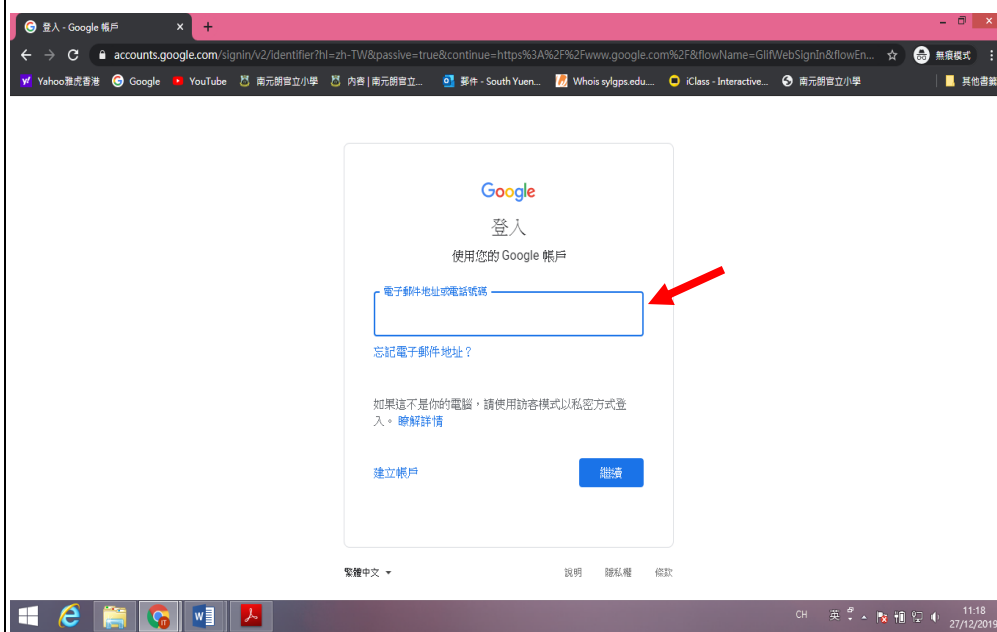 登入 - Google 帳戶
accounts.google.com/signin/v2/identifier?hl=zh-TW&passive=true&continue=https%3A%2F%2Fwww.google.com%2F&flowName=GlifWebSignIn&flowEn...
無痕模式
Yahoo雅虎香港 Google YouTube 南元朗官立小學 內容 | 南元朗官立... 郵件 - South Yuen... Whois sylgps.edu.... iClass - Interactive... 南元朗官立小學 其他書籤
Google
登入
使用您的 Google 帳戶
電子郵件地址或電話號碼
忘記電子郵件地址？
如果這不是你的電腦，請使用訪客模式以私密方式登
入。瞭解詳情
建立帳戶 繼續
繁體中文 說明 隱私權 條款
CH 英 11:18
27/12/2019